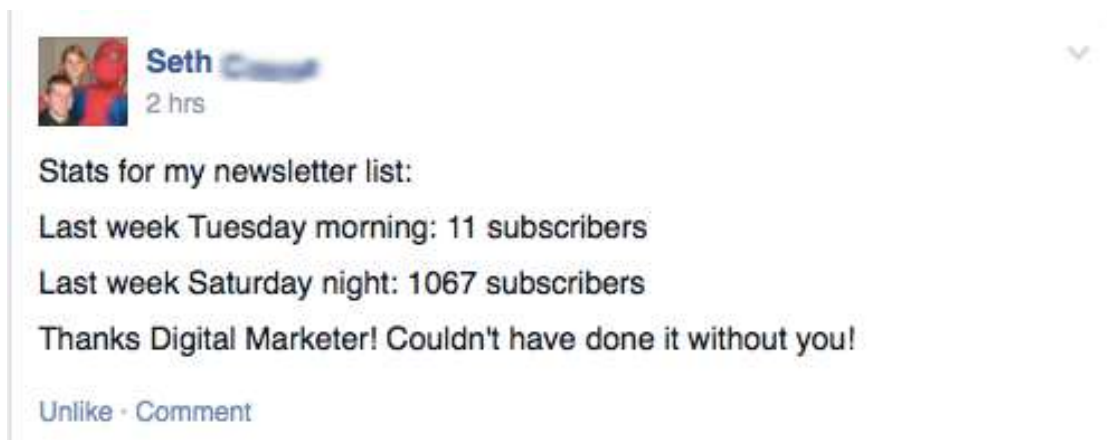 Seth
2 hrs
Stats for my newsletter list:
Last week Tuesday morning: 11 subscribers
Last week Saturday night: 1067 subscribers
Thanks Digital Marketer! Couldn't have done it without you!
Unlike · Comment